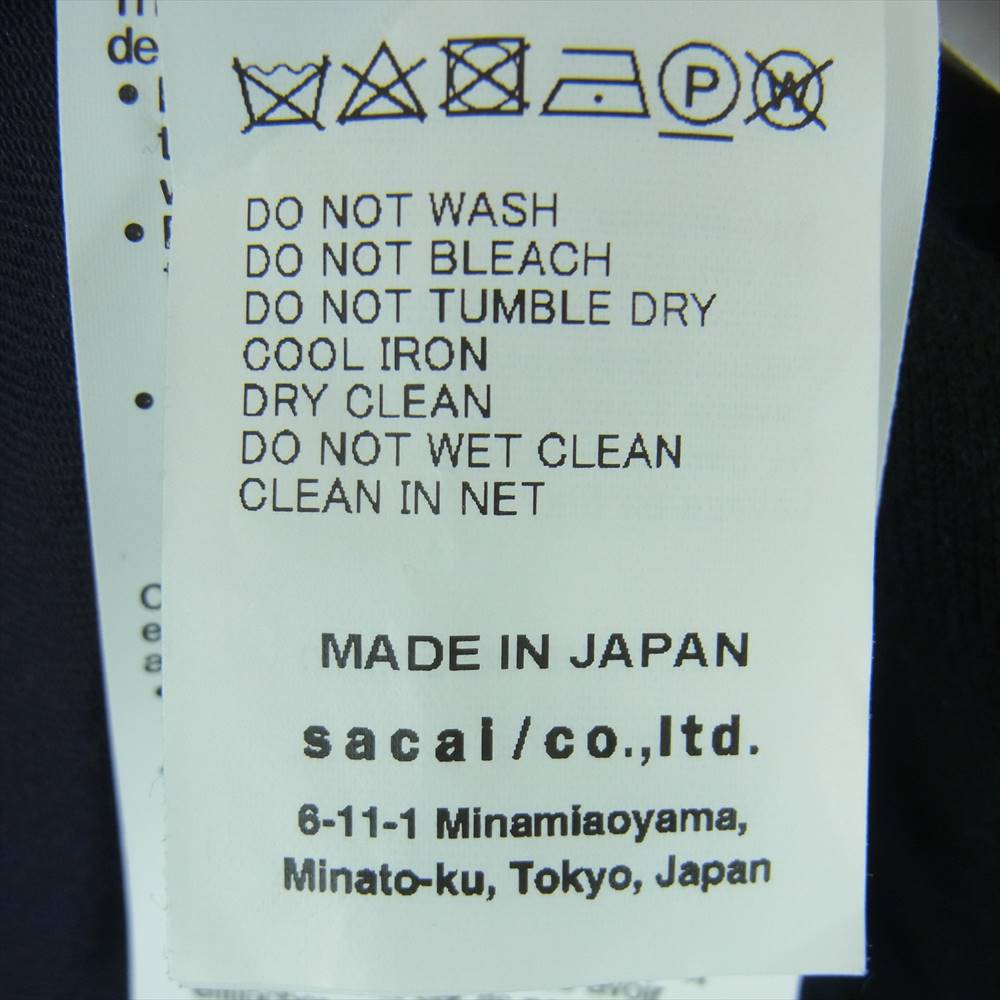 de
P W
DO NOT WASH
DO NOT BLEACH
DO NOT TUMBLE DRY
COOL IRON
DRY CLEAN
DO NOT WET CLEAN
CLEAN IN NET
MADE IN JAPAN
sacai/co.,ltd.
6-11-1 Minamiaoyama,
Minato-ku, Tokyo, Japan